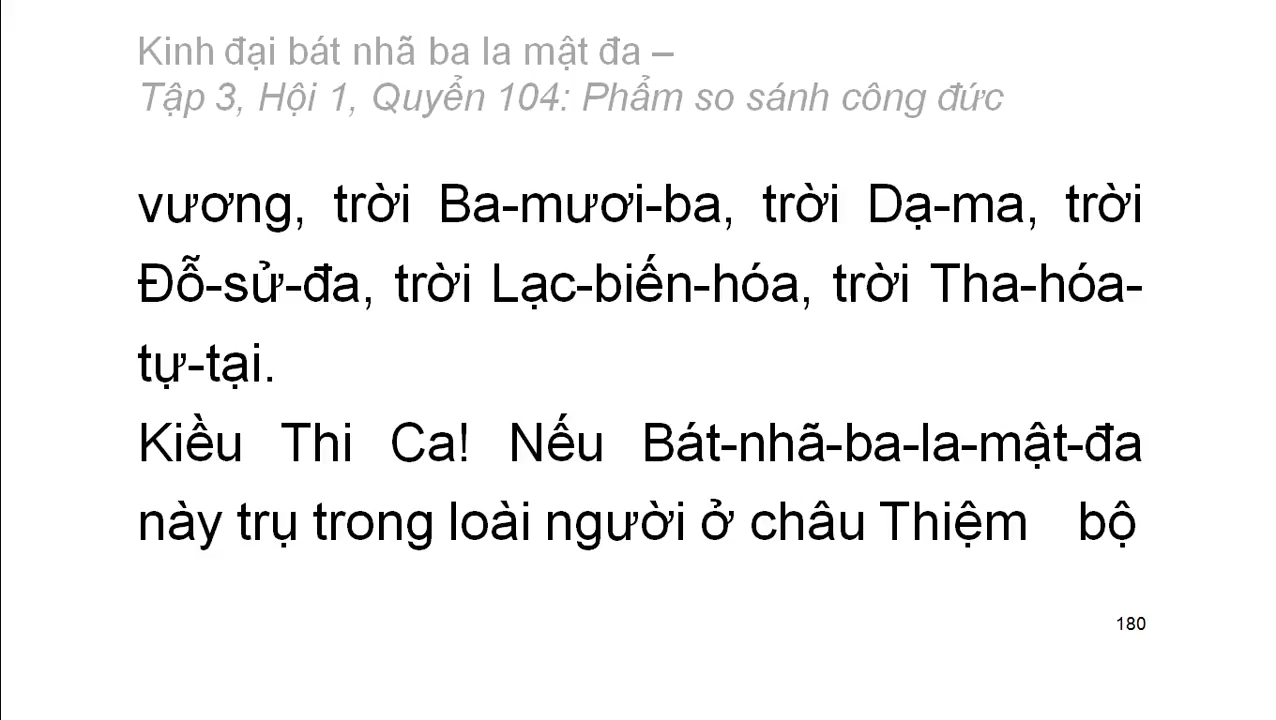 Kinh đại bát nhã ba la mật đa –
Tập 3, Hội 1, Quyển 104: Phẩm so sánh công đức
vương, trời Ba-mươi-ba, trời Dạ-ma, trời
Đỗ-sử-đa, trời Lạc-biến-hóa, trời Tha-hóa-
tự-tại.
Kiều Thi Ca! Nếu Bát-nhã-ba-la-mật-đa
này trụ trong loài người ở châu Thiệm bộ
180